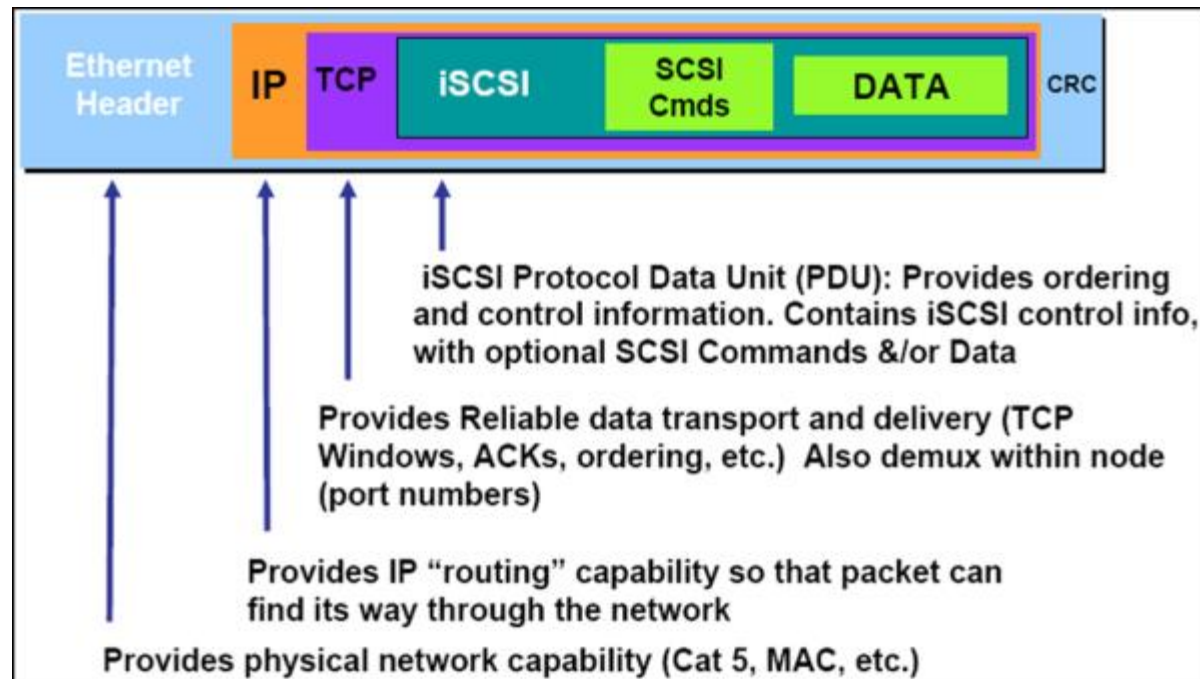 Ethernet
Header
IP
TCP
iSCSI
SCSI
Cmds
DATA
CRC
iSCSI Protocol Data Unit (PDU): Provides ordering
and control information. Contains iSCSI control info,
with optional SCSI Commands &/or Data
Provides Reliable data transport and delivery (TCP
Windows, ACKs, ordering, etc.) Also demux within node
(port numbers)
Provides IP “routing” capability so that packet can
find its way through the network
Provides physical network capability (Cat 5, MAC, etc.)